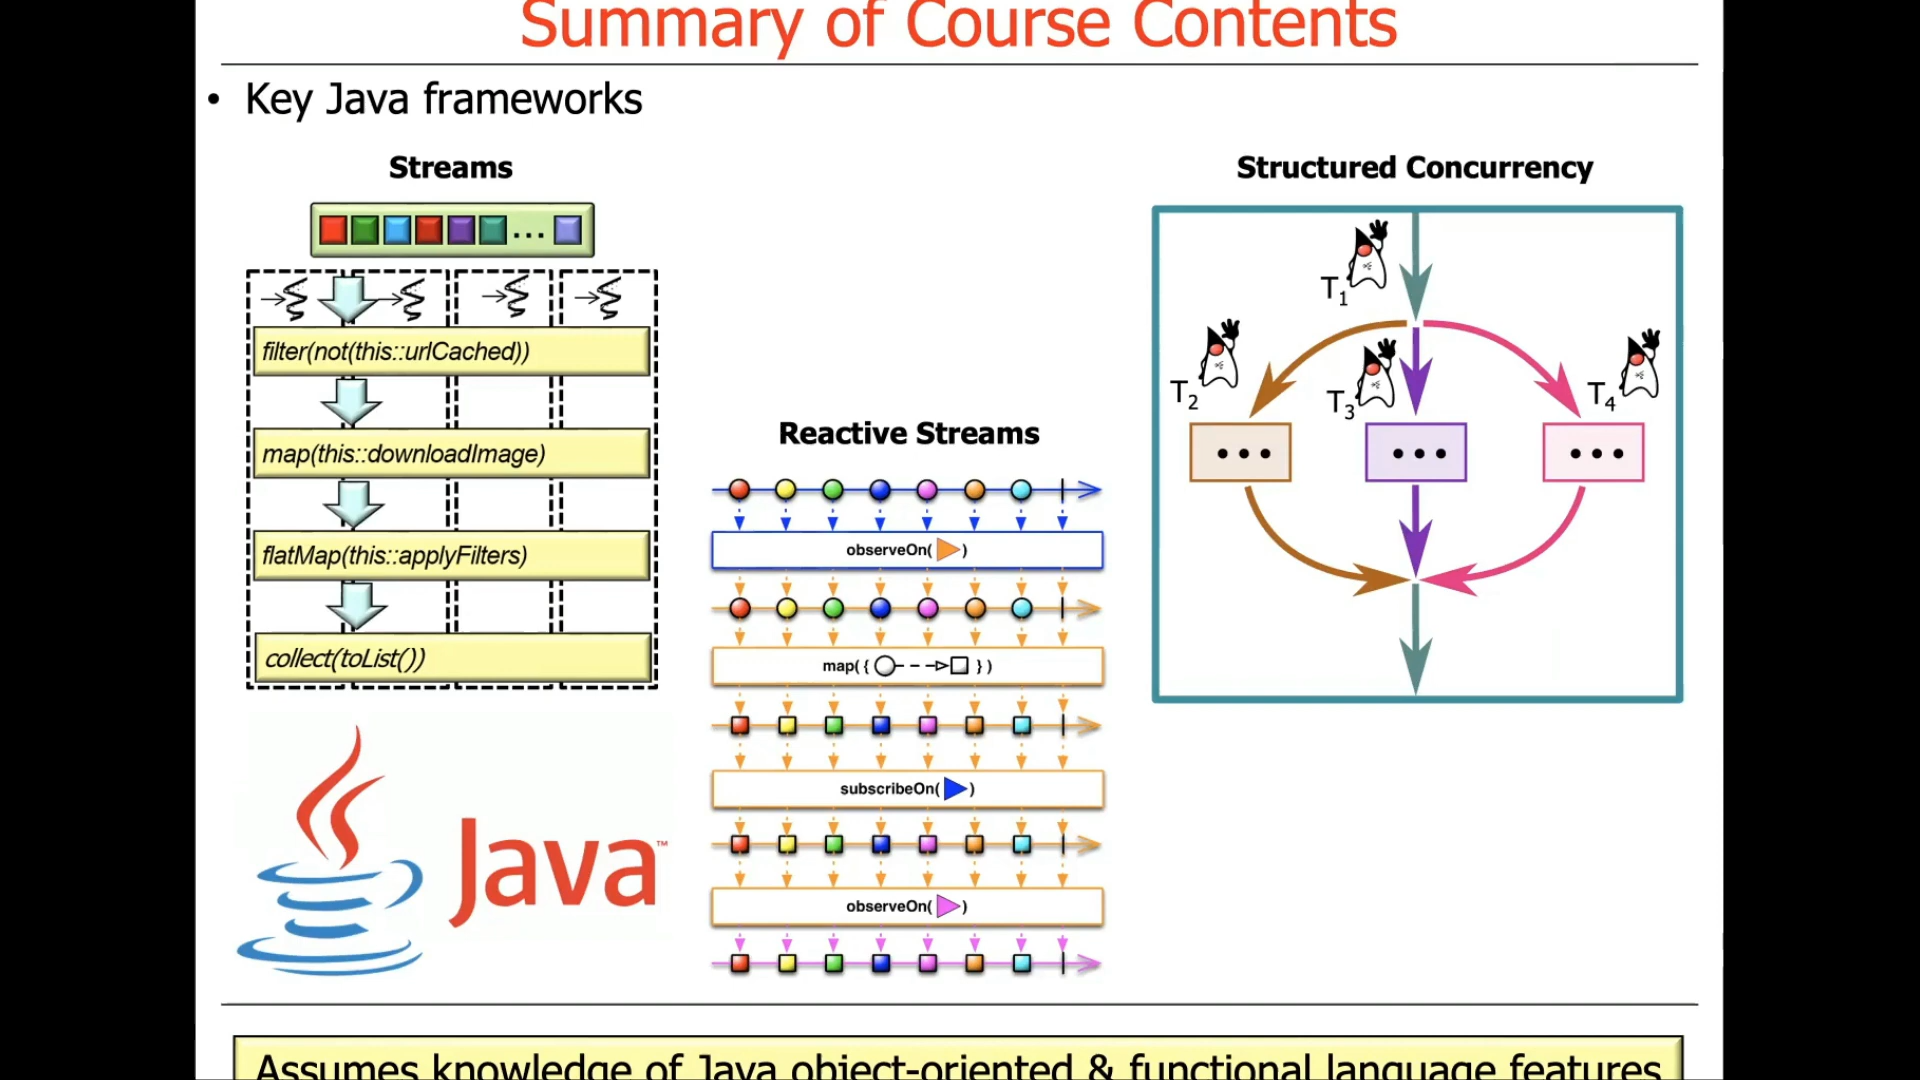 Summary of Course Contents
• Key Java frameworks
Streams
...
filter(not(this::urlCached))
map(this::downloadImage)
flatMap(this::applyFilters)
collect(toList())
Java™
Reactive Streams
observeOn( )
map( { } )
subscribeOn( )
observeOn( )
Structured Concurrency
T1
T2
T3
T4
•••
•••
•••
Assumes knowledge of Java object-oriented & functional language features